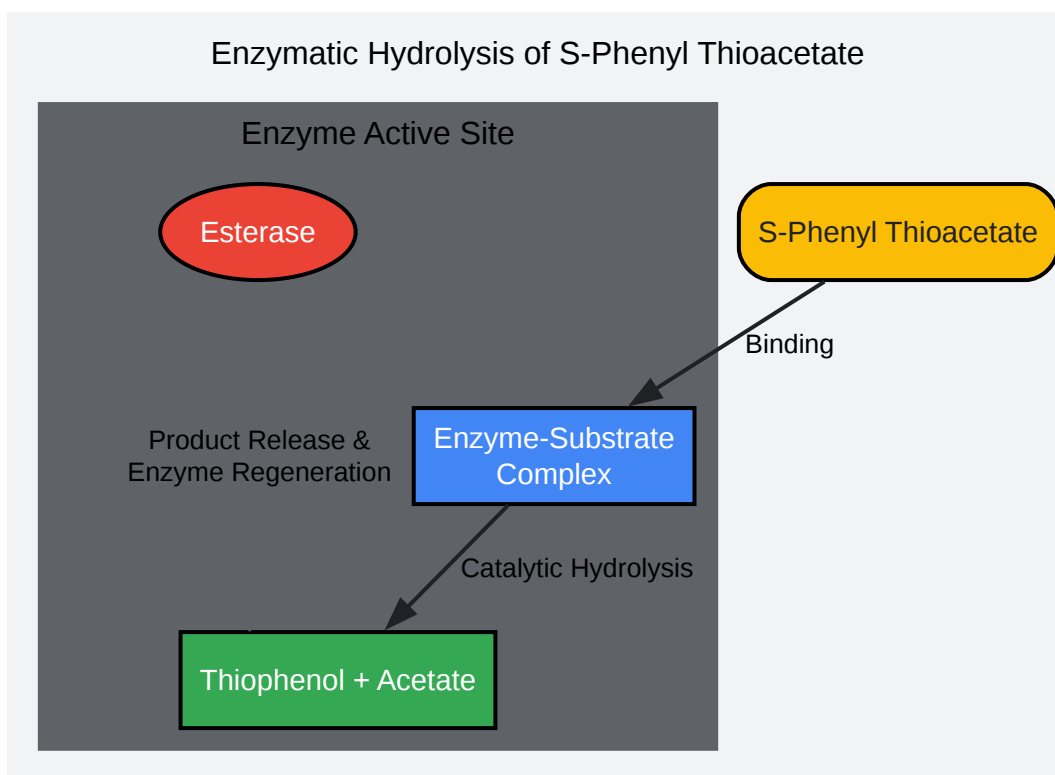 Enzymatic Hydrolysis of S-Phenyl Thioacetate
Enzyme Active Site
Esterase
S-Phenyl Thioacetate
Binding
Product Release &
Enzyme Regeneration
Enzyme-Substrate
Complex
Catalytic Hydrolysis
Thiophenol + Acetate